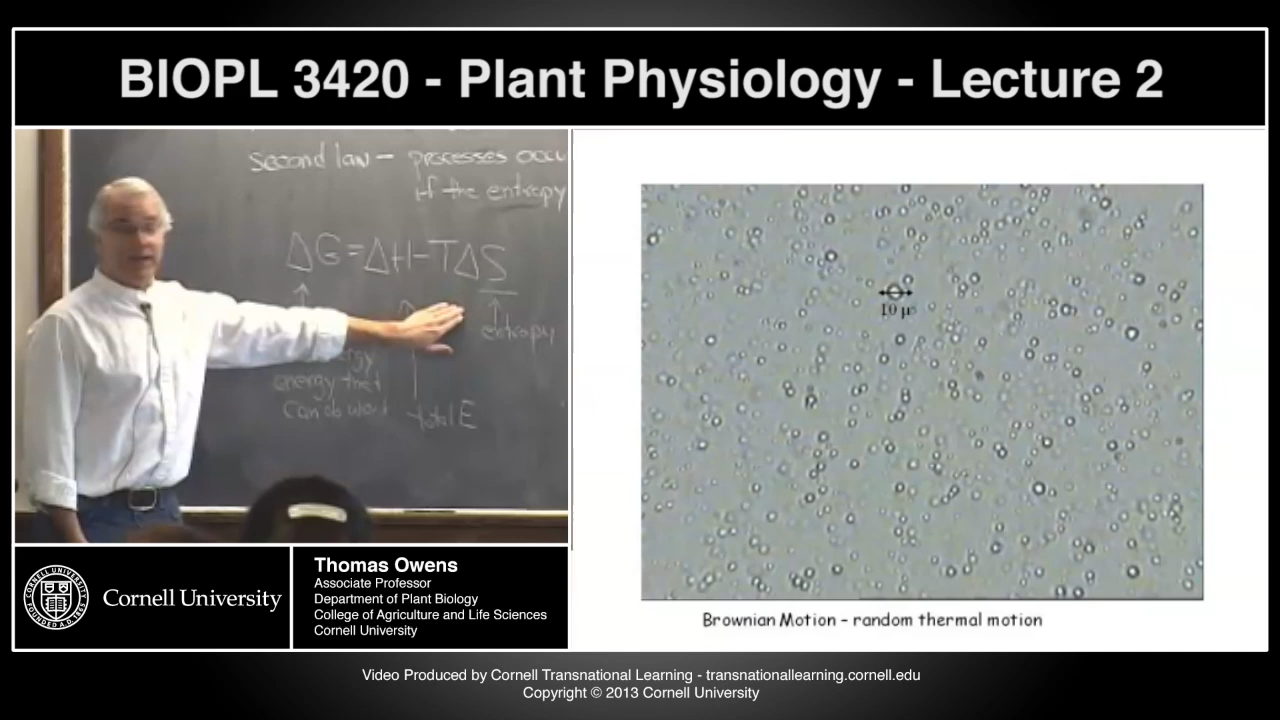 BIOPL 3420 - Plant Physiology - Lecture 2
second law - processes occu
if the entropy
ΔG=ΔH-TΔS
entropy
energy that
can do work
total E
10 μ
Brownian Motion - random thermal motion
CORNELL UNIVERSITY
FOUNDED A.D.
Cornell University
Thomas Owens
Associate Professor
Department of Plant Biology
College of Agriculture and Life Sciences
Cornell University
Video Produced by Cornell Transnational Learning - transnationallearning.cornell.edu
Copyright © 2013 Cornell University